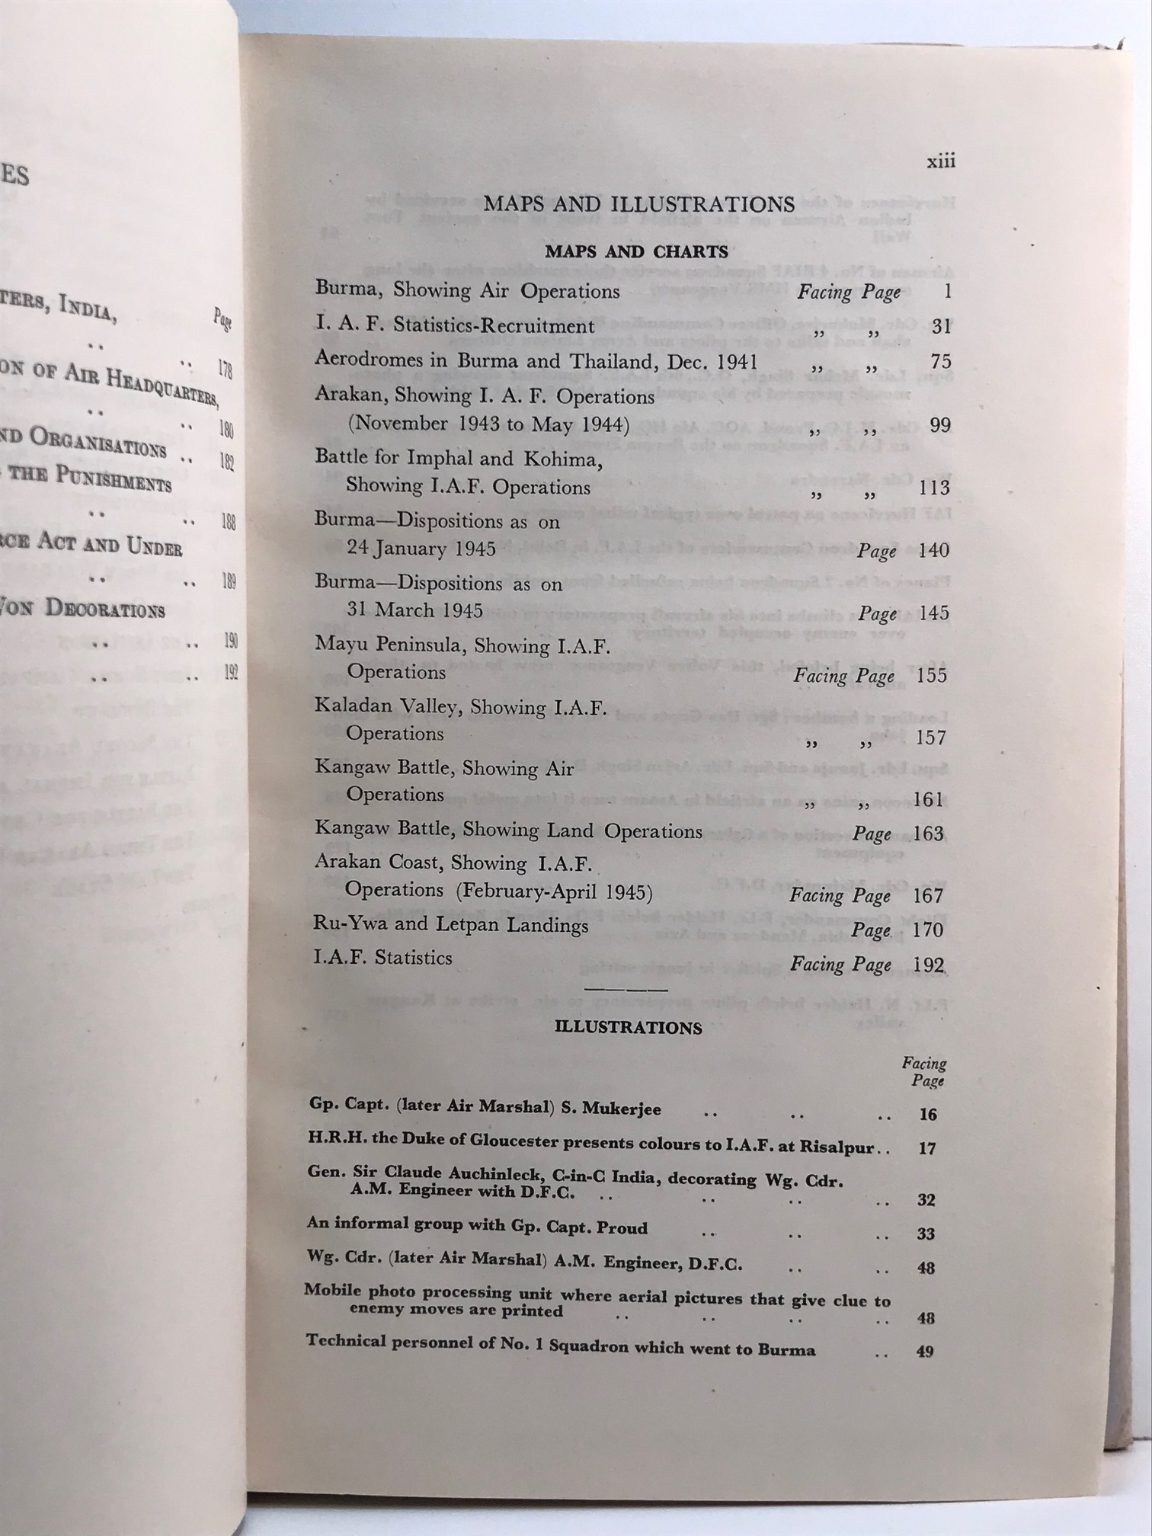 ES
TERS, INDIA,
Page
.. .. 178
ON OF AIR HEADQUARTERS,
.. .. 180
ND ORGANISATIONS .. 182
THE PUNISHMENTS
.. .. 188
RCE ACT AND UNDER
.. .. 189
WON DECORATIONS
.. .. 190
.. .. 192
xiii
MAPS AND ILLUSTRATIONS
MAPS AND CHARTS
Burma, Showing Air Operations Facing Page 1
I. A. F. Statistics-Recruitment ,, ,, 31
Aerodromes in Burma and Thailand, Dec. 1941 ,, ,, 75
Arakan, Showing I. A. F. Operations
(November 1943 to May 1944) ,, ,, 99
Battle for Imphal and Kohima,
Showing I.A.F. Operations ,, ,, 113
Burma—Dispositions as on
24 January 1945 Page 140
Burma—Dispositions as on
31 March 1945 Page 145
Mayu Peninsula, Showing I.A.F.
Operations Facing Page 155
Kaladan Valley, Showing I.A.F.
Operations ,, ,, 157
Kangaw Battle, Showing Air
Operations ,, ,, 161
Kangaw Battle, Showing Land Operations Page 163
Arakan Coast, Showing I.A.F.
Operations (February-April 1945) Facing Page 167
Ru-Ywa and Letpan Landings Page 170
I.A.F. Statistics Facing Page 192
ILLUSTRATIONS
Facing
Page
Gp. Capt. (later Air Marshal) S. Mukerjee .. .. .. 16
H.R.H. the Duke of Gloucester presents colours to I.A.F. at Risalpur.. 17
Gen. Sir Claude Auchinleck, C-in-C India, decorating Wg. Cdr.
A.M. Engineer with D.F.C. .. .. .. .. 32
An informal group with Gp. Capt. Proud .. .. .. 33
Wg. Cdr. (later Air Marshal) A.M. Engineer, D.F.C. .. .. 48
Mobile photo processing unit where aerial pictures that give clue to
enemy moves are printed .. .. .. .. 48
Technical personnel of No. 1 Squadron which went to Burma .. 49